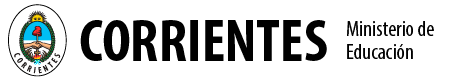 CORRIENTES
CORRIENTES
Ministerio de
Educación